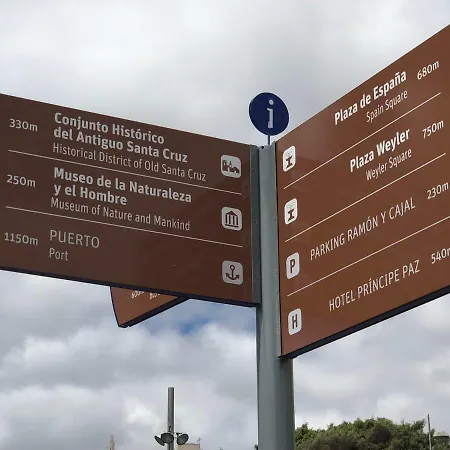 330m
Conjunto Histórico
del Antiguo Santa Cruz
Historical District of Old Santa Cruz
250m
Museo de la Naturaleza
y el Hombre
Museum of Nature and Mankind
1150m
PUERTO
Port
i
Plaza de España
680m
Spain Square
Plaza Weyler
750m
Weyler Square
P
PARKING RAMÓN Y CAJAL
230m
H
HOTEL PRÍNCIPE PAZ
540m